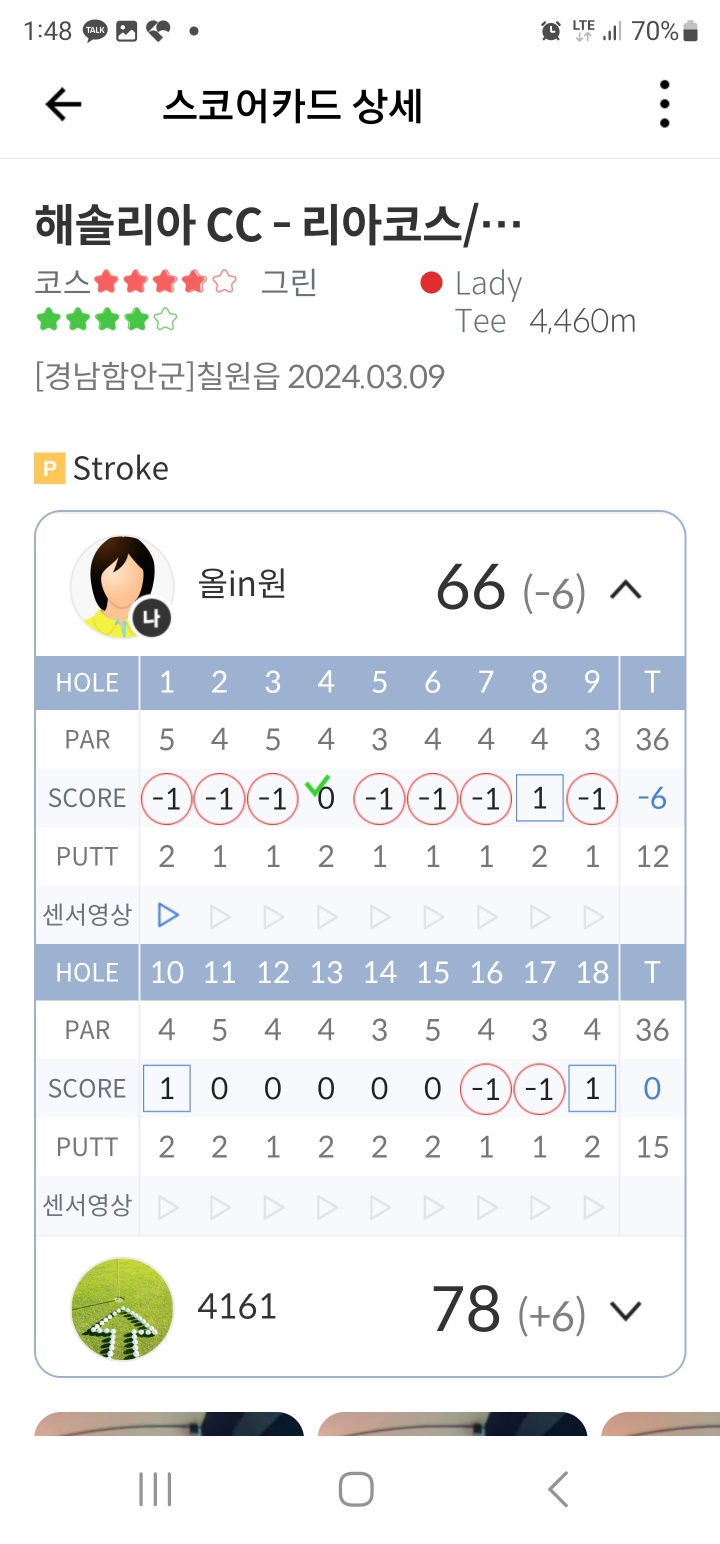 1:48 TALK LTE 70%
스코어카드 상세
해솔리아 CC - 리아코스/…
코스 그린
Lady
Tee 4,460m
[경남함안군]칠원읍 2024.03.09
P Stroke
올in원 66 (-6)
나
HOLE 1 2 3 4 5 6 7 8 9 T
PAR 5 4 5 4 3 4 4 4 3 36
SCORE -1 -1 -1 0 -1 -1 -1 1 -1 -6
PUTT 2 1 1 2 1 1 1 2 1 12
센서영상
HOLE 10 11 12 13 14 15 16 17 18 T
PAR 4 5 4 4 3 5 4 3 4 36
SCORE 1 0 0 0 0 0 -1 -1 1 0
PUTT 2 2 1 2 2 2 1 1 2 15
센서영상
4161 78 (+6)